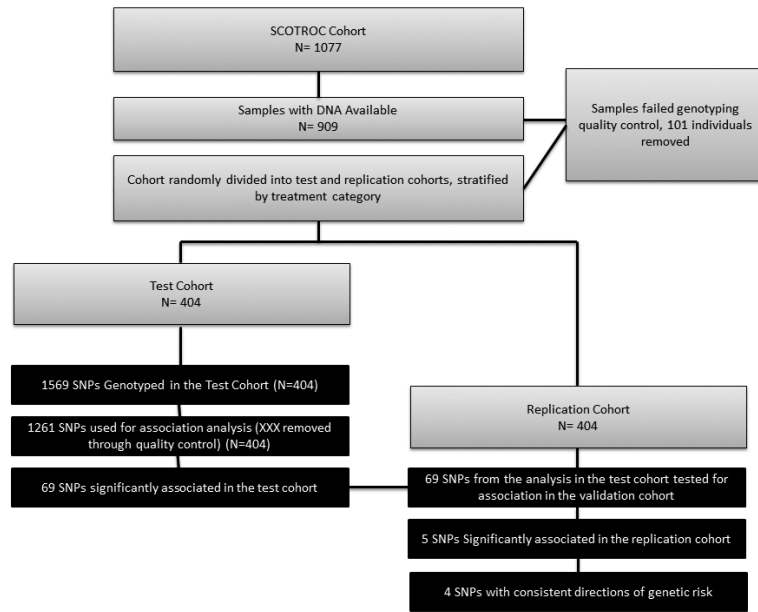 SCOTROC Cohort
N= 1077
Samples with DNA Available
N= 909
Samples failed genotyping
quality control, 101 individuals
removed
Cohort randomly divided into test and replication cohorts, stratified
by treatment category
Test Cohort
N= 404
1569 SNPs Genotyped in the Test Cohort (N=404)
1261 SNPs used for association analysis (XXX removed
through quality control) (N=404)
69 SNPs significantly associated in the test cohort
Replication Cohort
N= 404
69 SNPs from the analysis in the test cohort tested for
association in the validation cohort
5 SNPs Significantly associated in the replication cohort
4 SNPs with consistent directions of genetic risk